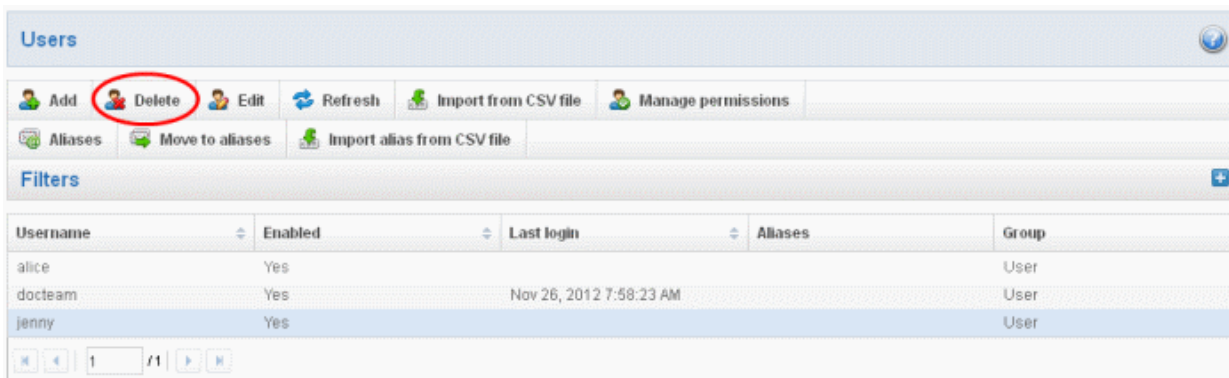 Users
Add Delete Edit Refresh Import from CSV file Manage permissions
Aliases Move to aliases Import alias from CSV file
Filters
Username Enabled Last login Aliases Group
alice Yes User
docteam Yes Nov 26, 2012 7:58:23 AM User
jenny Yes User
1 /1